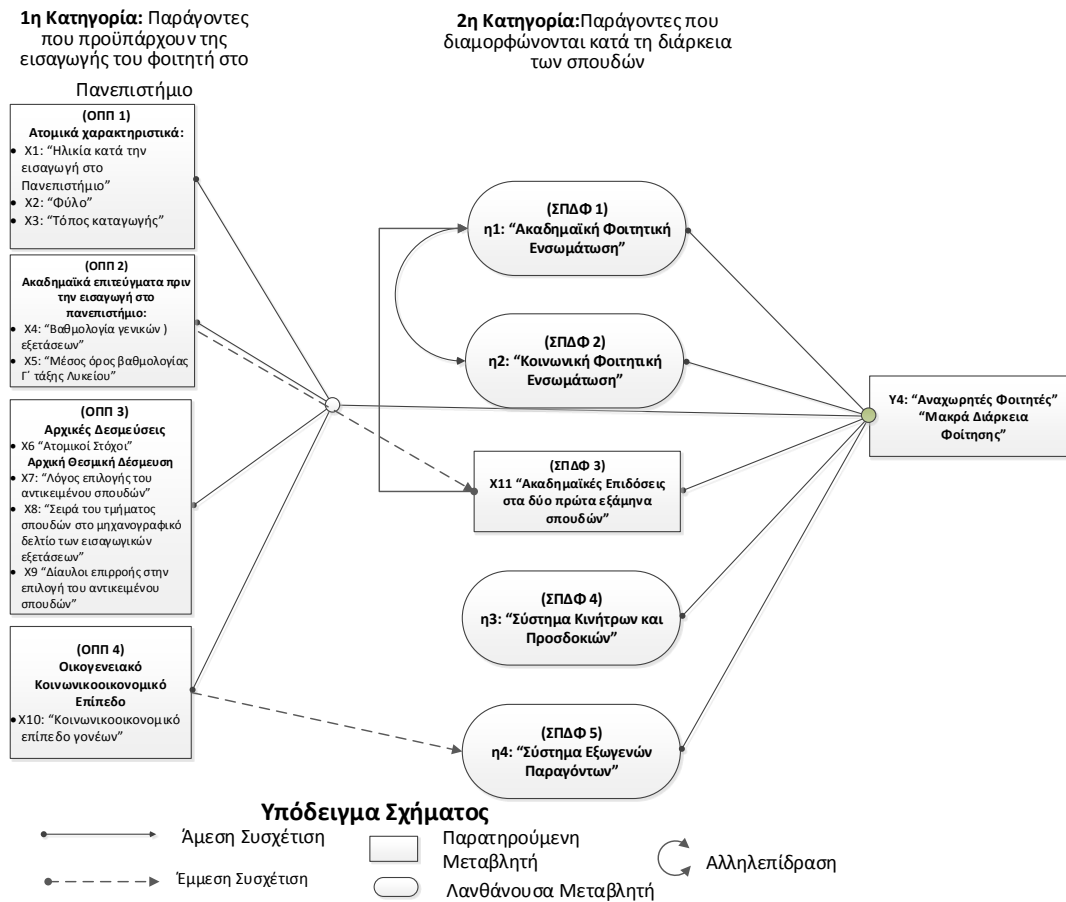 1η Κατηγορία: Παράγοντες
που προϋπάρχουν της
εισαγωγής του φοιτητή στο
Πανεπιστήμιο
2η Κατηγορία:Παράγοντες που
διαμορφώνονται κατά τη διάρκεια
των σπουδών
(ΟΠΠ 1)
Ατομικά χαρακτηριστικά:
• X1: “Ηλικία κατά την
εισαγωγή στο
Πανεπιστήμιο”
• X2: “Φύλο”
• X3: “Τόπος καταγωγής”
(ΟΠΠ 2)
Ακαδημαϊκά επιτεύγματα πριν
την εισαγωγή στο
πανεπιστήμιο:
• X4: “Βαθμολογία γενικών )
εξετάσεων”
• X5: “Μέσος όρος βαθμολογίας
Γ΄ τάξης Λυκείου”
(ΟΠΠ 3)
Αρχικές Δεσμεύσεις
• X6 “Ατομικοί Στόχοι”
Αρχική Θεσμική Δέσμευση
• X7: “Λόγος επιλογής του
αντικειμένου σπουδών”
• X8: “Σειρά του τμήματος
σπουδών στο μηχανογραφικό
δελτίο των εισαγωγικών
εξετάσεων”
• X9 “Δίαυλοι επιρροής στην
επιλογή του αντικειμένου
σπουδών”
(ΟΠΠ 4)
Οικογενειακό
Κοινωνικοοικονομικό
Επίπεδο
• X10: “Κοινωνικοοικονομικό
επίπεδο γονέων”
(ΣΠΔΦ 1)
η1: “Ακαδημαϊκή Φοιτητική
Ενσωμάτωση”
(ΣΠΔΦ 2)
η2: “Κοινωνική Φοιτητική
Ενσωμάτωση”
(ΣΠΔΦ 3)
X11 “Ακαδημαϊκές Επιδόσεις
στα δύο πρώτα εξάμηνα
σπουδών”
(ΣΠΔΦ 4)
η3: “Σύστημα Κινήτρων και
Προσδοκιών”
(ΣΠΔΦ 5)
η4: “Σύστημα Εξωγενών
Παραγόντων”
Υ4: “Αναχωρητές Φοιτητές”
“Μακρά Διάρκεια
Φοίτησης”
Υπόδειγμα Σχήματος
Άμεση Συσχέτιση
Έμμεση Συσχέτιση
Παρατηρούμενη
Μεταβλητή
Λανθάνουσα Μεταβλητή
Αλληλεπίδραση